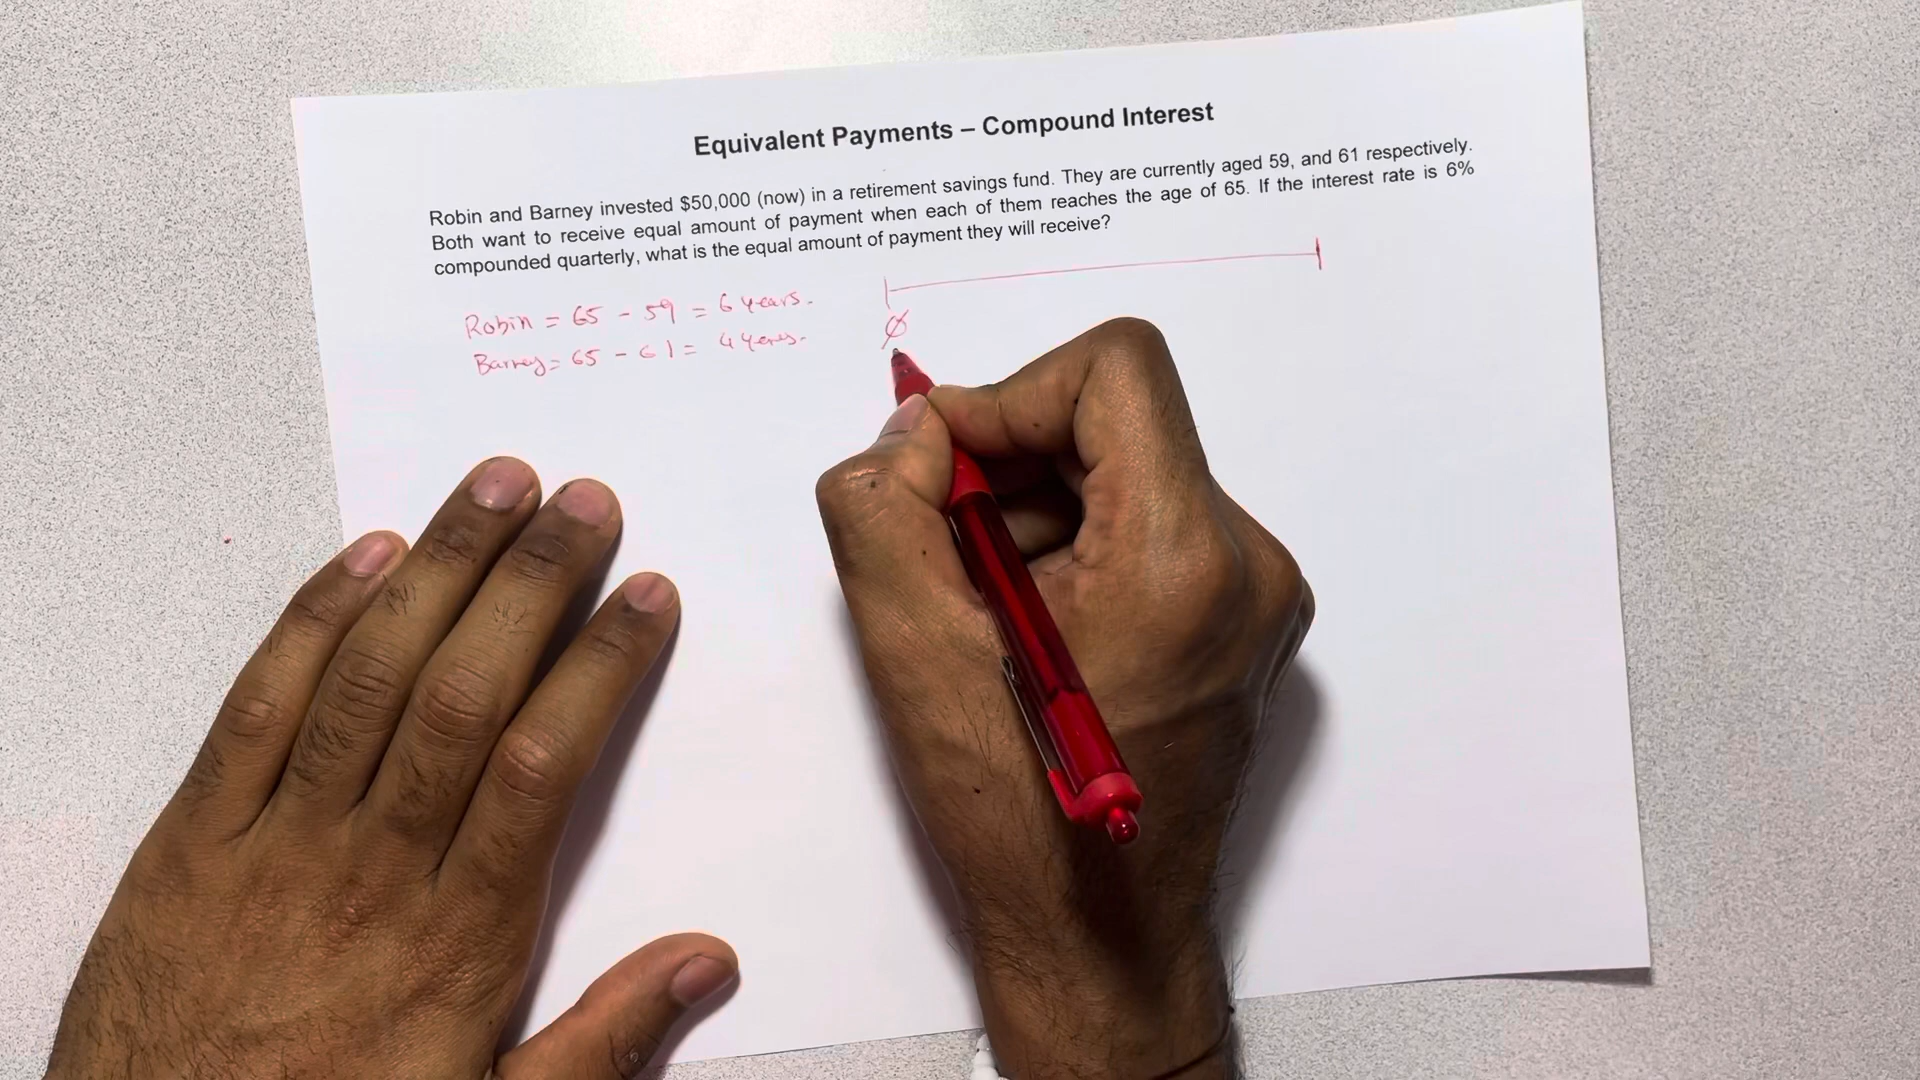 Equivalent Payments – Compound Interest
Robin and Barney invested $50,000 (now) in a retirement savings fund. They are currently aged 59, and 61 respectively.
Both want to receive equal amount of payment when each of them reaches the age of 65. If the interest rate is 6%
compounded quarterly, what is the equal amount of payment they will receive?
Robin = 65 - 59 = 6 years.
Barney = 65 - 61 = 4 years.
Ø